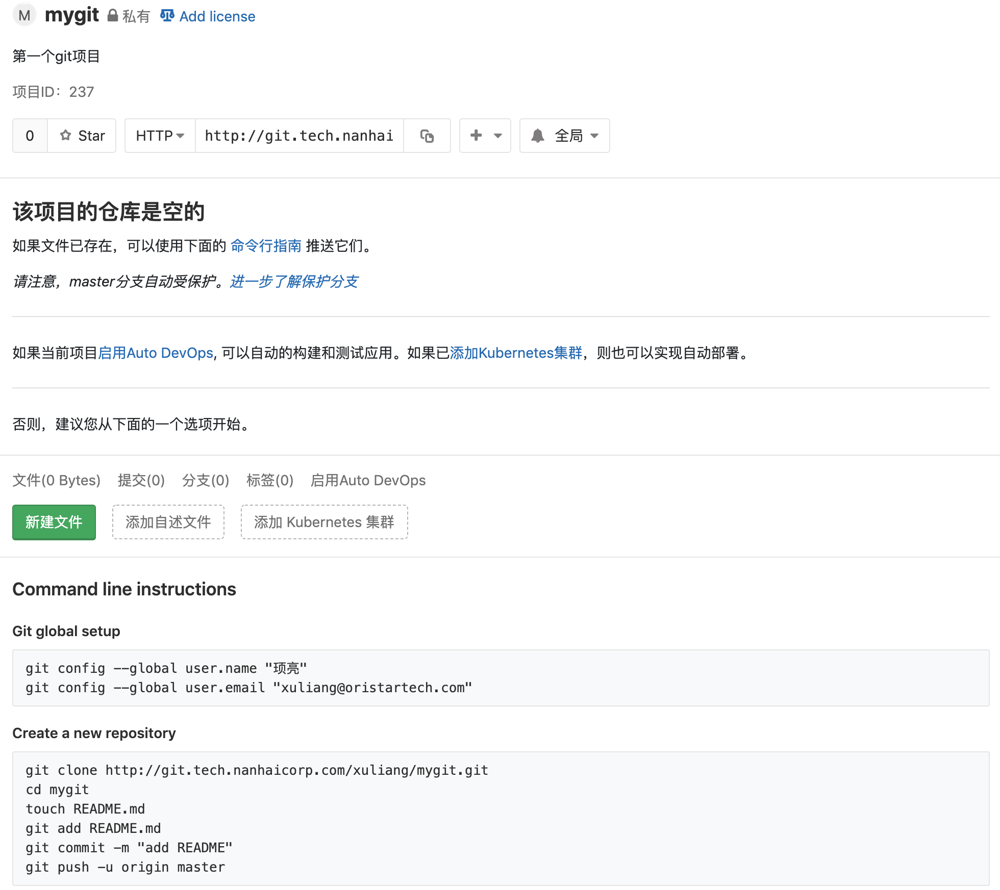 M mygit 私有 Add license
第一个git项目
项目ID：237
0 Star HTTP http://git.tech.nanhai 全局
该项目的仓库是空的
如果文件已存在，可以使用下面的 命令行指南 推送它们。
请注意，master分支自动受保护。进一步了解保护分支
如果当前项目启用Auto DevOps, 可以自动的构建和测试应用。如果已添加Kubernetes集群，则也可以实现自动部署。
否则，建议您从下面的一个选项开始。
文件(0 Bytes) 提交(0) 分支(0) 标签(0) 启用Auto DevOps
新建文件 添加自述文件 添加 Kubernetes 集群
Command line instructions
Git global setup
git config --global user.name "顼亮"
git config --global user.email "xuliang@oristartech.com"
Create a new repository
git clone http://git.tech.nanhaicorp.com/xuliang/mygit.git
cd mygit
touch README.md
git add README.md
git commit -m "add README"
git push -u origin master